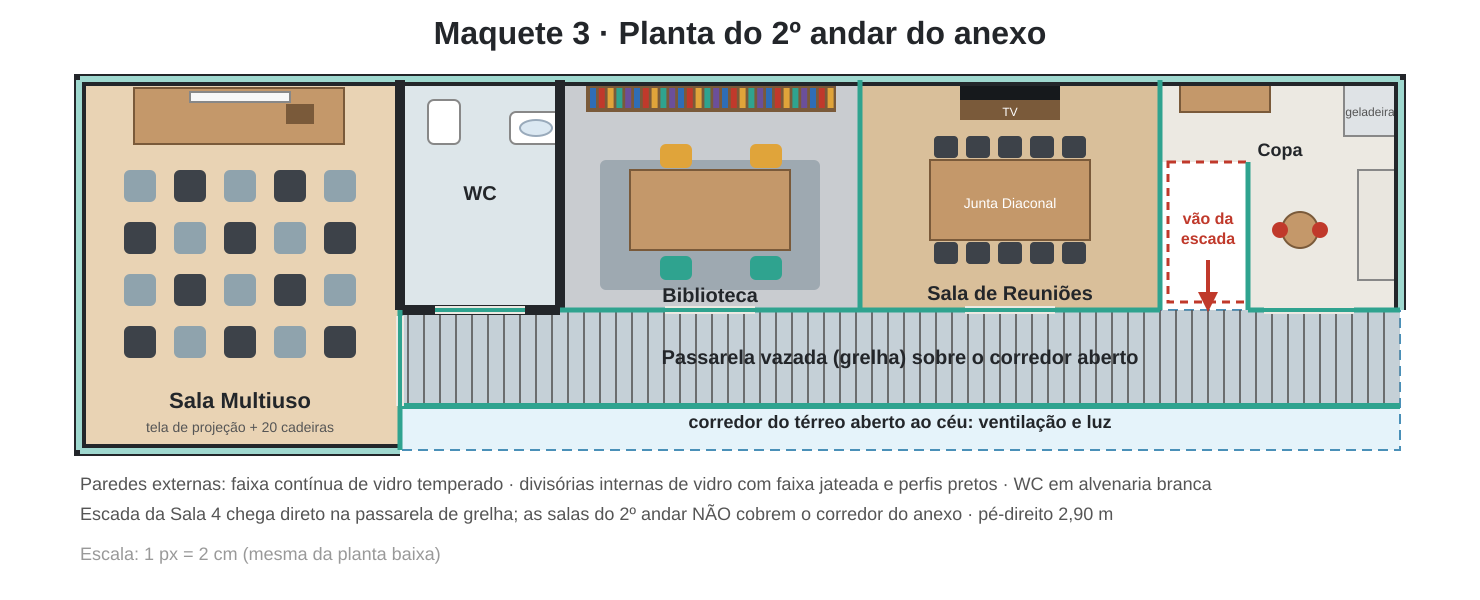 Maquete 3 · Planta do 2º andar do anexo
TV
geladeira
Copa
WC
Junta Diaconal
vão da
escada
Biblioteca
Sala de Reuniões
Passarela vazada (grelha) sobre o corredor aberto
Sala Multiuso
tela de projeção + 20 cadeiras
corredor do térreo aberto ao céu: ventilação e luz
Paredes externas: faixa contínua de vidro temperado · divisórias internas de vidro com faixa jateada e perfis pretos · WC em alvenaria branca
Escada da Sala 4 chega direto na passarela de grelha; as salas do 2º andar NÃO cobrem o corredor do anexo · pé-direito 2,90 m
Escala: 1 px = 2 cm (mesma da planta baixa)